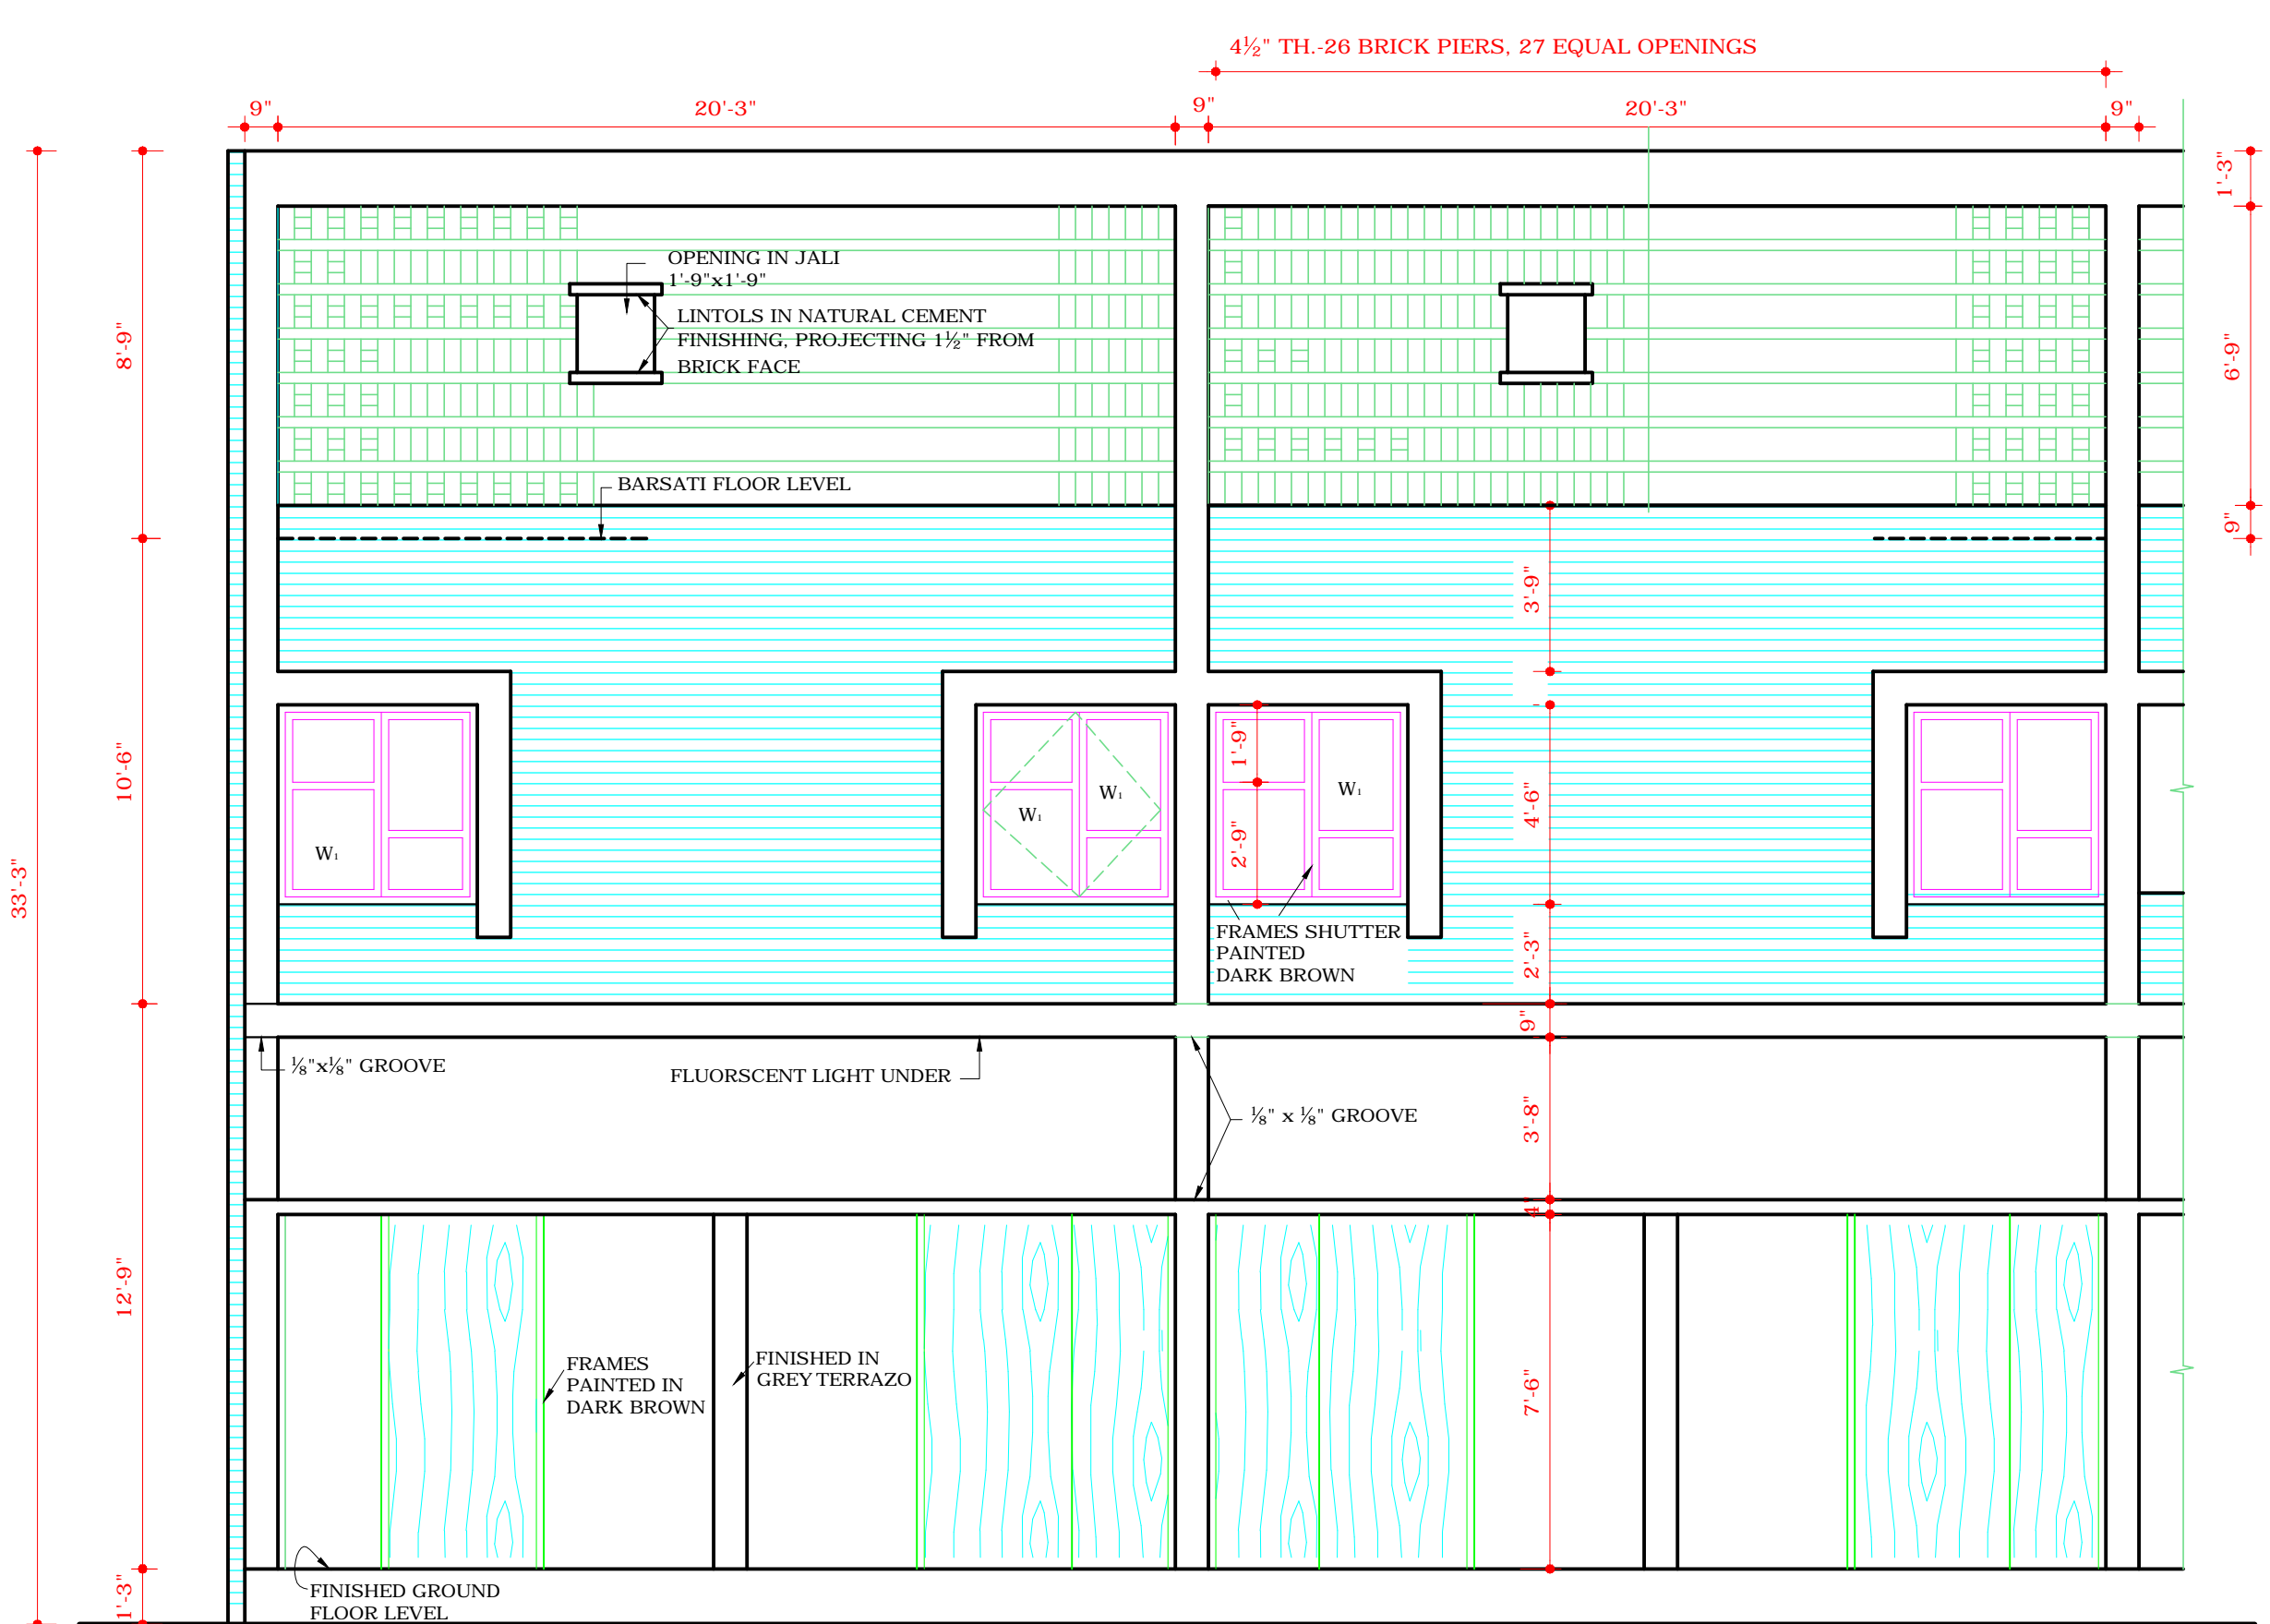 4½" TH.-26 BRICK PIERS, 27 EQUAL OPENINGS
9"
20'-3"
9"
20'-3"
9"
1'-3"
6'-9"
9"
8'-9"
10'-6"
33'-3"
12'-9"
1'-3"
OPENING IN JALI
1'-9"x1'-9"
LINTOLS IN NATURAL CEMENT
FINISHING, PROJECTING 1½" FROM
BRICK FACE
BARSATI FLOOR LEVEL
3'-9"
W₁
W₁
W₁
1'-9"
2'-9"
W₁
4'-6"
FRAMES SHUTTER
PAINTED
DARK BROWN
2'-3"
9"
⅛"x⅛" GROOVE
FLUORSCENT LIGHT UNDER
⅛" x ⅛" GROOVE
3'-8"
4"
FRAMES
PAINTED IN
DARK BROWN
FINISHED IN
GREY TERRAZO
7'-6"
FINISHED GROUND
FLOOR LEVEL